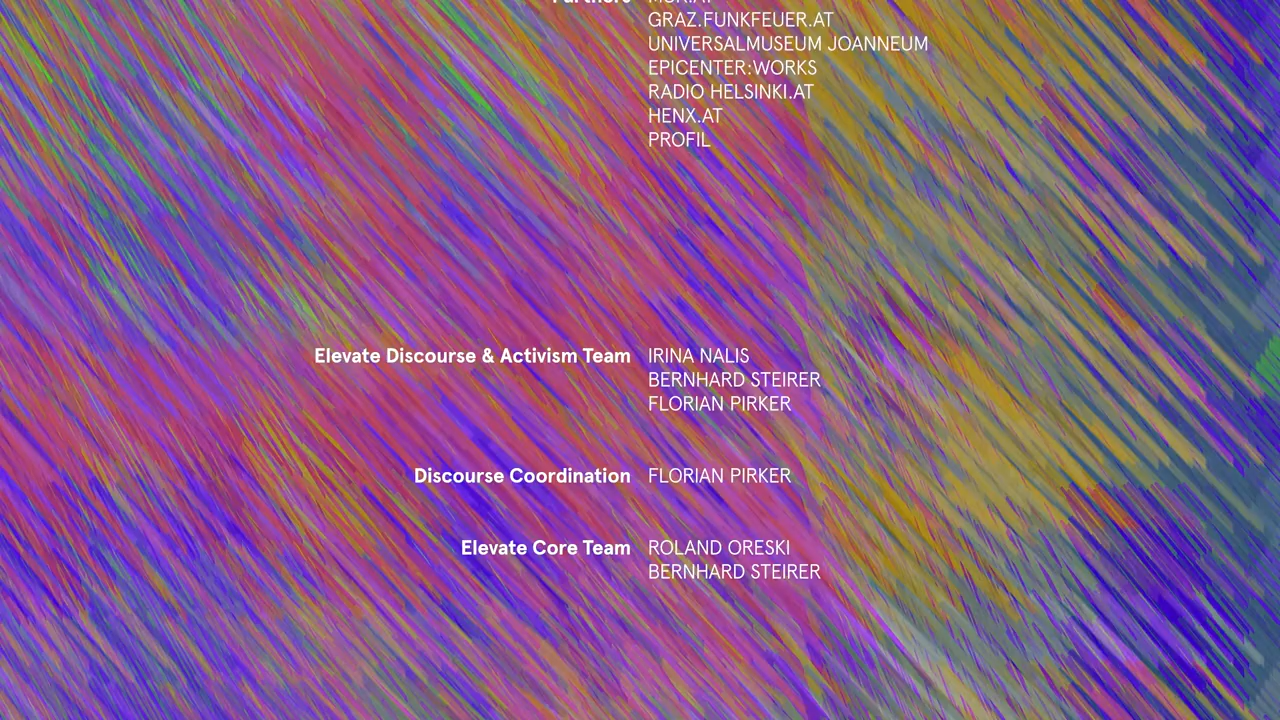 Partners
GRAZ.FUNKFEUER.AT
UNIVERSALMUSEUM JOANNEUM
EPICENTER:WORKS
RADIO HELSINKI.AT
HENX.AT
PROFIL
Elevate Discourse & Activism Team IRINA NALIS
BERNHARD STEIRER
FLORIAN PIRKER
Discourse Coordination FLORIAN PIRKER
Elevate Core Team ROLAND ORESKI
BERNHARD STEIRER